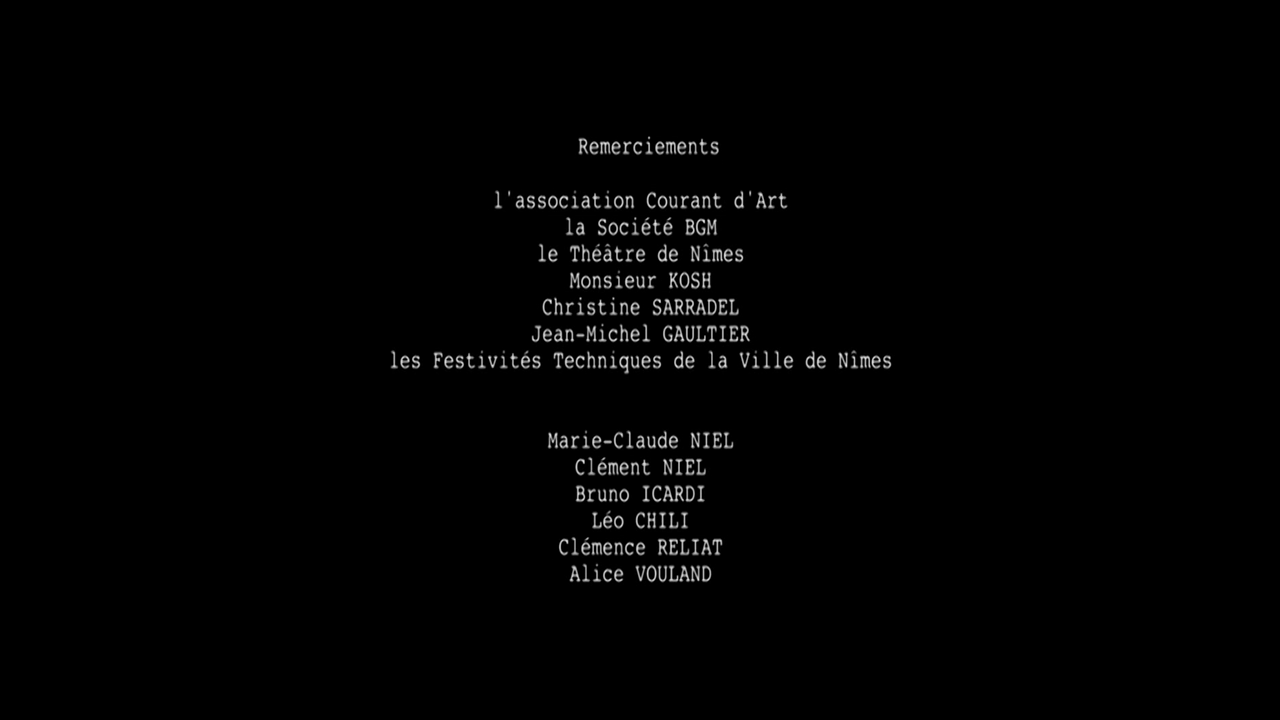 Remerciements
l'association Courant d'Art
la Société BGM
le Théâtre de Nîmes
Monsieur KOSH
Christine SARRADEL
Jean-Michel GAULTIER
les Festivités Techniques de la Ville de Nîmes
Marie-Claude NIEL
Clément NIEL
Bruno ICARDI
Léo CHILI
Clémence RELIAT
Alice VOULAND